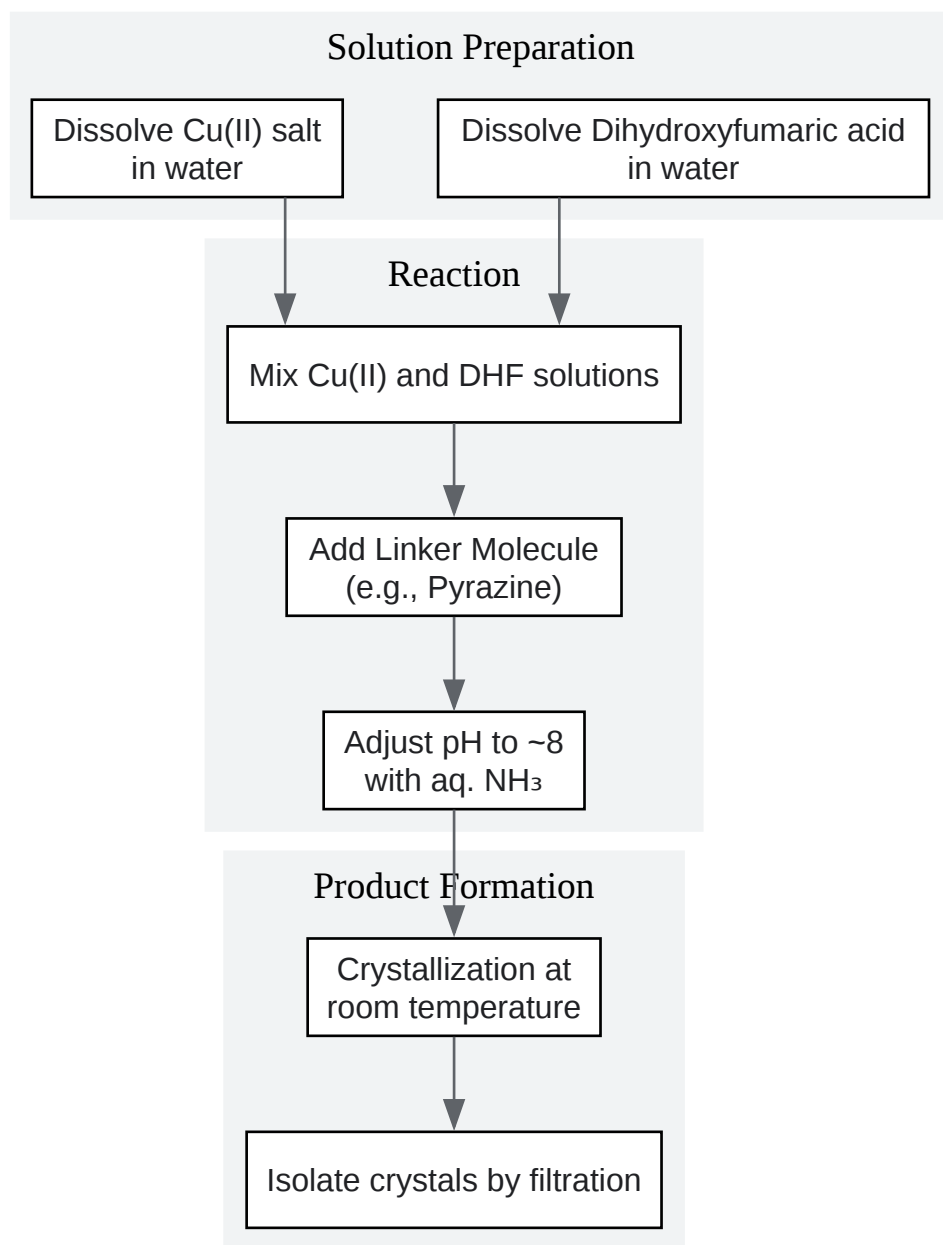 Solution Preparation
Dissolve Cu(II) salt
in water
Dissolve Dihydroxyfumaric acid
in water
Reaction
Mix Cu(II) and DHF solutions
Add Linker Molecule
(e.g., Pyrazine)
Adjust pH to ~8
with aq. NH₃
Product Formation
Crystallization at
room temperature
Isolate crystals by filtration